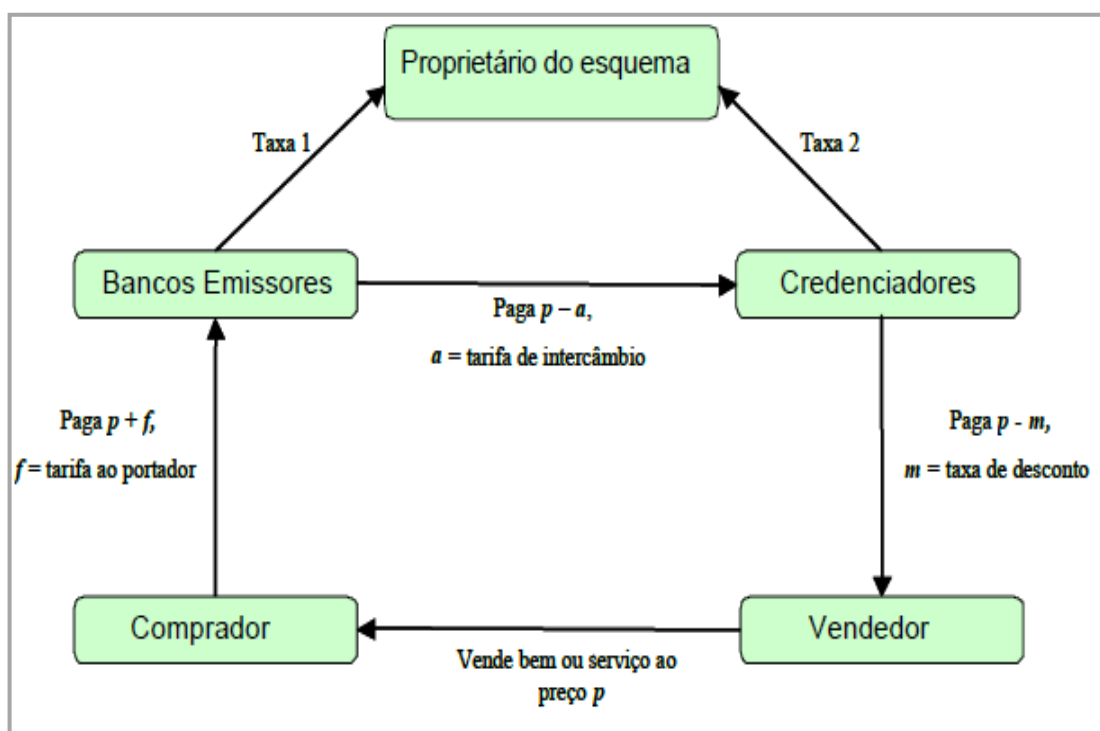 Proprietário do esquema
Taxa 1
Taxa 2
Bancos Emissores
Credenciadores
Paga p – a,
a = tarifa de intercâmbio
Paga p + f,
f = tarifa ao portador
Paga p - m,
m = taxa de desconto
Comprador
Vendedor
Vende bem ou serviço ao
preço p